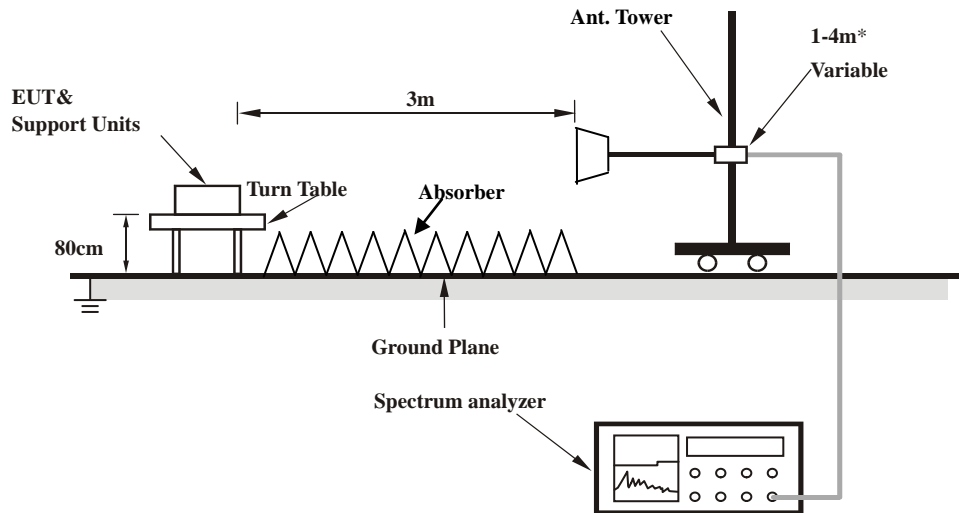 Ant. Tower
1-4m*
Variable
EUT&
Support Units
3m
Turn Table
Absorber
80cm
Ground Plane
Spectrum analyzer